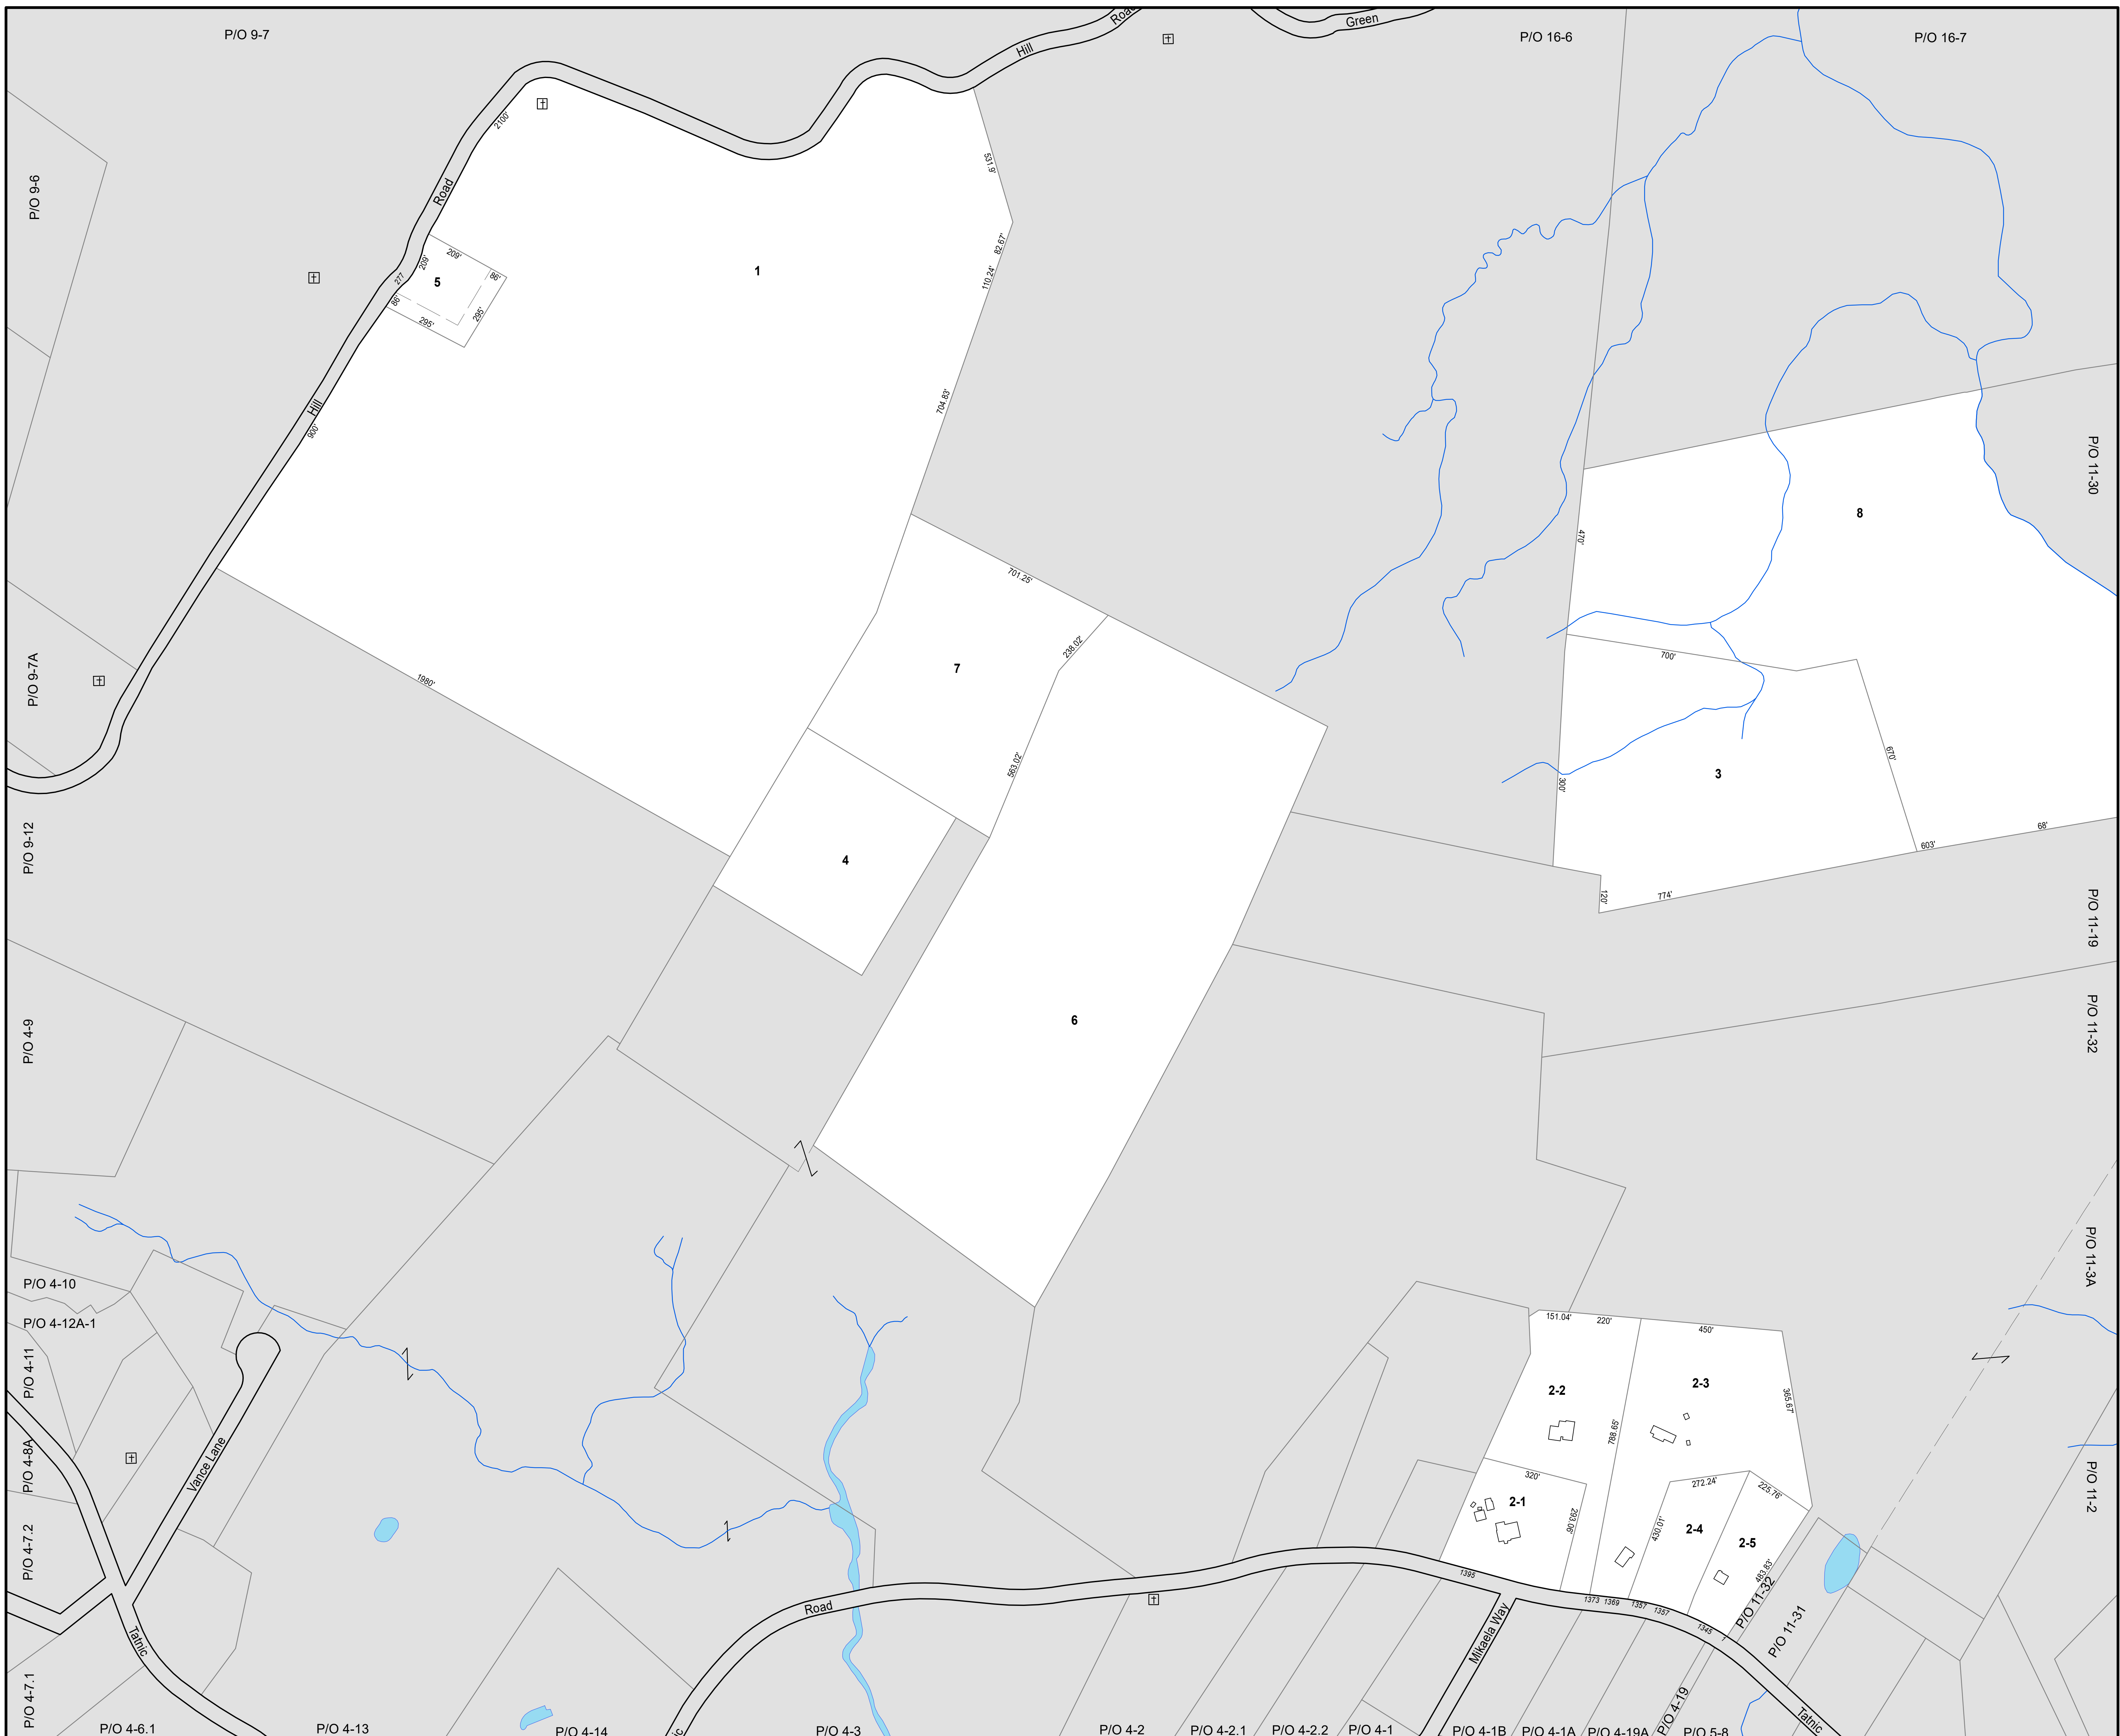 P/O 9-7
Road
Hill
Green
P/O 16-6
P/O 16-7
P/O 9-6
2100'
Road
531.9'
209'
209'
86'
277
5
86'
295'
295'
1
82.67'
110.24'
Hill
900'
704.83'
P/O 11-30
8
470'
701.25'
238.02'
P/O 9-7A
1980'
7
700'
563.02'
670'
3
300'
P/O 9-12
4
68'
603'
774'
120'
P/O 11-19
6
P/O 4-9
P/O 11-32
P/O 11-3A
P/O 4-10
P/O 4-12A-1
P/O 4-11
151.04'
220'
450'
2-2
2-3
365.67'
788.65'
P/O 4-8A
Vance Lane
320'
2-1
272.24'
225.76'
P/O 11-2
293.06'
430.01'
2-4
2-5
483.83'
P/O 4-7.2
1395
Road
1373
1369
1357
1357
1345
P/O 11-32
P/O 11-31
Tatnic
Mikaela Way
P/O 4-7.1
P/O 4-19
Tatnic
P/O 4-6.1
P/O 4-13
P/O 4-14
ic
P/O 4-3
P/O 4-2
P/O 4-2.1
P/O 4-2.2
P/O 4-1
P/O 4-1B
P/O 4-1A
P/O 4-19A
P/O 5-8